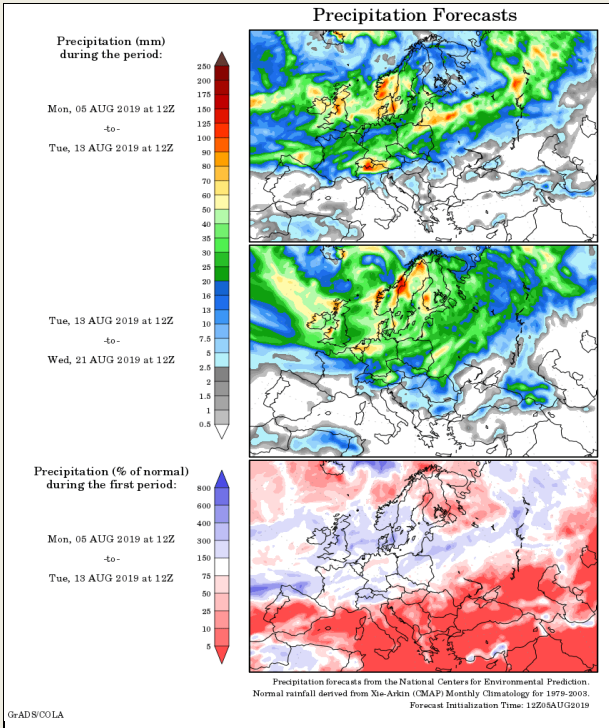 Precipitation Forecasts
Precipitation (mm)
during the period:
Mon, 05 AUG 2019 at 12Z
-to-
Tue, 13 AUG 2019 at 12Z
250
200
175
150
125
100
90
80
70
60
50
40
35
30
25
20
16
13
10
7.5
5
2.5
2
1.5
1
0.5
Tue, 13 AUG 2019 at 12Z
-to-
Wed, 21 AUG 2019 at 12Z
Precipitation (% of normal)
during the first period:
Mon, 05 AUG 2019 at 12Z
-to-
Tue, 13 AUG 2019 at 12Z
800
600
400
300
150
75
50
25
10
5
Precipitation forecasts from the National Centers for Environmental Prediction.
Normal rainfall derived from Xie-Arkin (CMAP) Monthly Climatology for 1979-2003.
Forecast Initialization Time: 12Z05AUG2019
GrADS/COLA